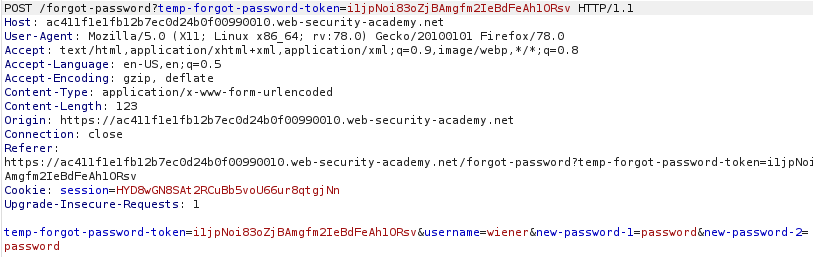 POST /forgot-password?temp-forgot-password-token=i1jpNoi83oZjBAmgfm2IeBdFeAhlORsv HTTP/1.1
Host: ac411f1e1fb12b7ec0d24b0f00990010.web-security-academy.net
User-Agent: Mozilla/5.0 (X11; Linux x86_64; rv:78.0) Gecko/20100101 Firefox/78.0
Accept: text/html,application/xhtml+xml,application/xml;q=0.9,image/webp,*/*;q=0.8
Accept-Language: en-US,en;q=0.5
Accept-Encoding: gzip, deflate
Content-Type: application/x-www-form-urlencoded
Content-Length: 123
Origin: https://ac411f1e1fb12b7ec0d24b0f00990010.web-security-academy.net
Connection: close
Referer:
https://ac411f1e1fb12b7ec0d24b0f00990010.web-security-academy.net/forgot-password?temp-forgot-password-token=i1jpNoi
Amgfm2IeBdFeAhlORsv
Cookie: session=HYD8wGN8SAt2RCuBb5voU66ur8qtgjNn
Upgrade-Insecure-Requests: 1
temp-forgot-password-token=i1jpNoi83oZjBAmgfm2IeBdFeAhlORsv&username=wiener&new-password-1=password&new-password-2=
password